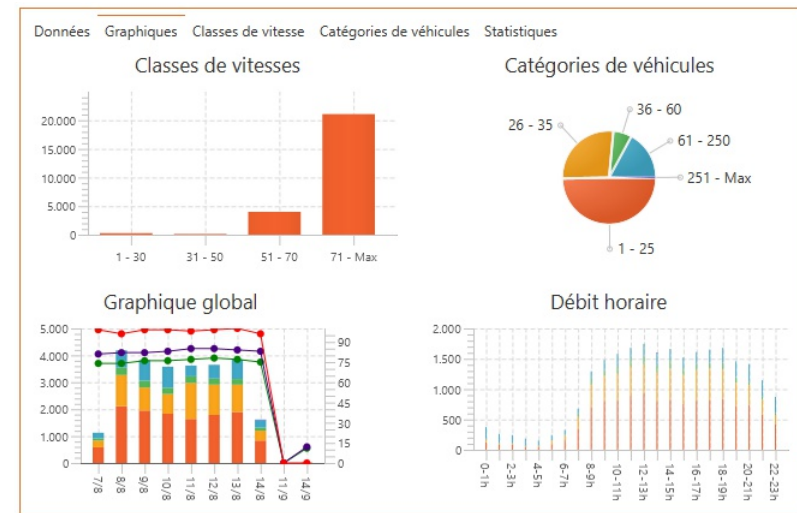 Données Graphiques Classes de vitesse Catégories de véhicules Statistiques
Classes de vitesses
20.000
15.000
10.000
5.000
0
1 - 30 31 - 50 51 - 70 71 - Max
Catégories de véhicules
26 - 35
36 - 60
61 - 250
251 - Max
1 - 25
Graphique global
5.000
4.000
3.000
2.000
1.000
0
90
75
60
45
30
15
0
7/8 8/8 9/8 10/8 11/8 12/8 13/8 14/8 11/9 14/9
Débit horaire
2.000
1.500
1.000
500
0
0-1h 2-3h 4-5h 6-7h 8-9h 10-11h 12-13h 14-15h 16-17h 18-19h 20-21h 22-23h